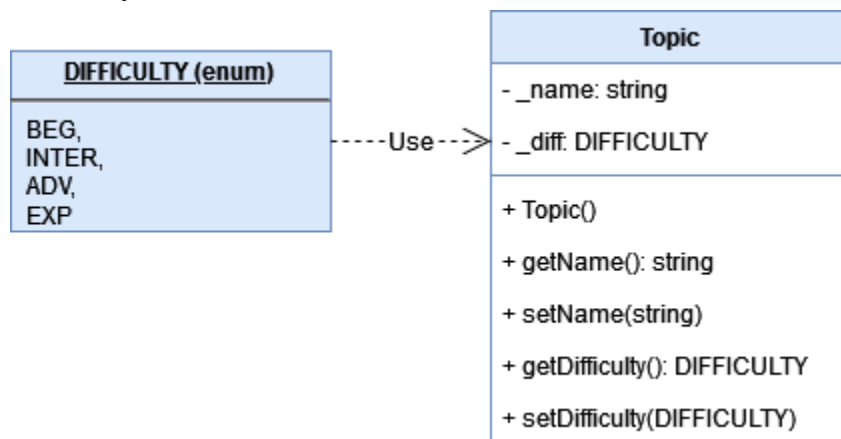 DIFFICULTY (enum)
BEG,
INTER,
ADV,
EXP
Use
Topic
- _name: string
- _diff: DIFFICULTY
+ Topic()
+ getName(): string
+ setName(string)
+ getDifficulty(): DIFFICULTY
+ setDifficulty(DIFFICULTY)